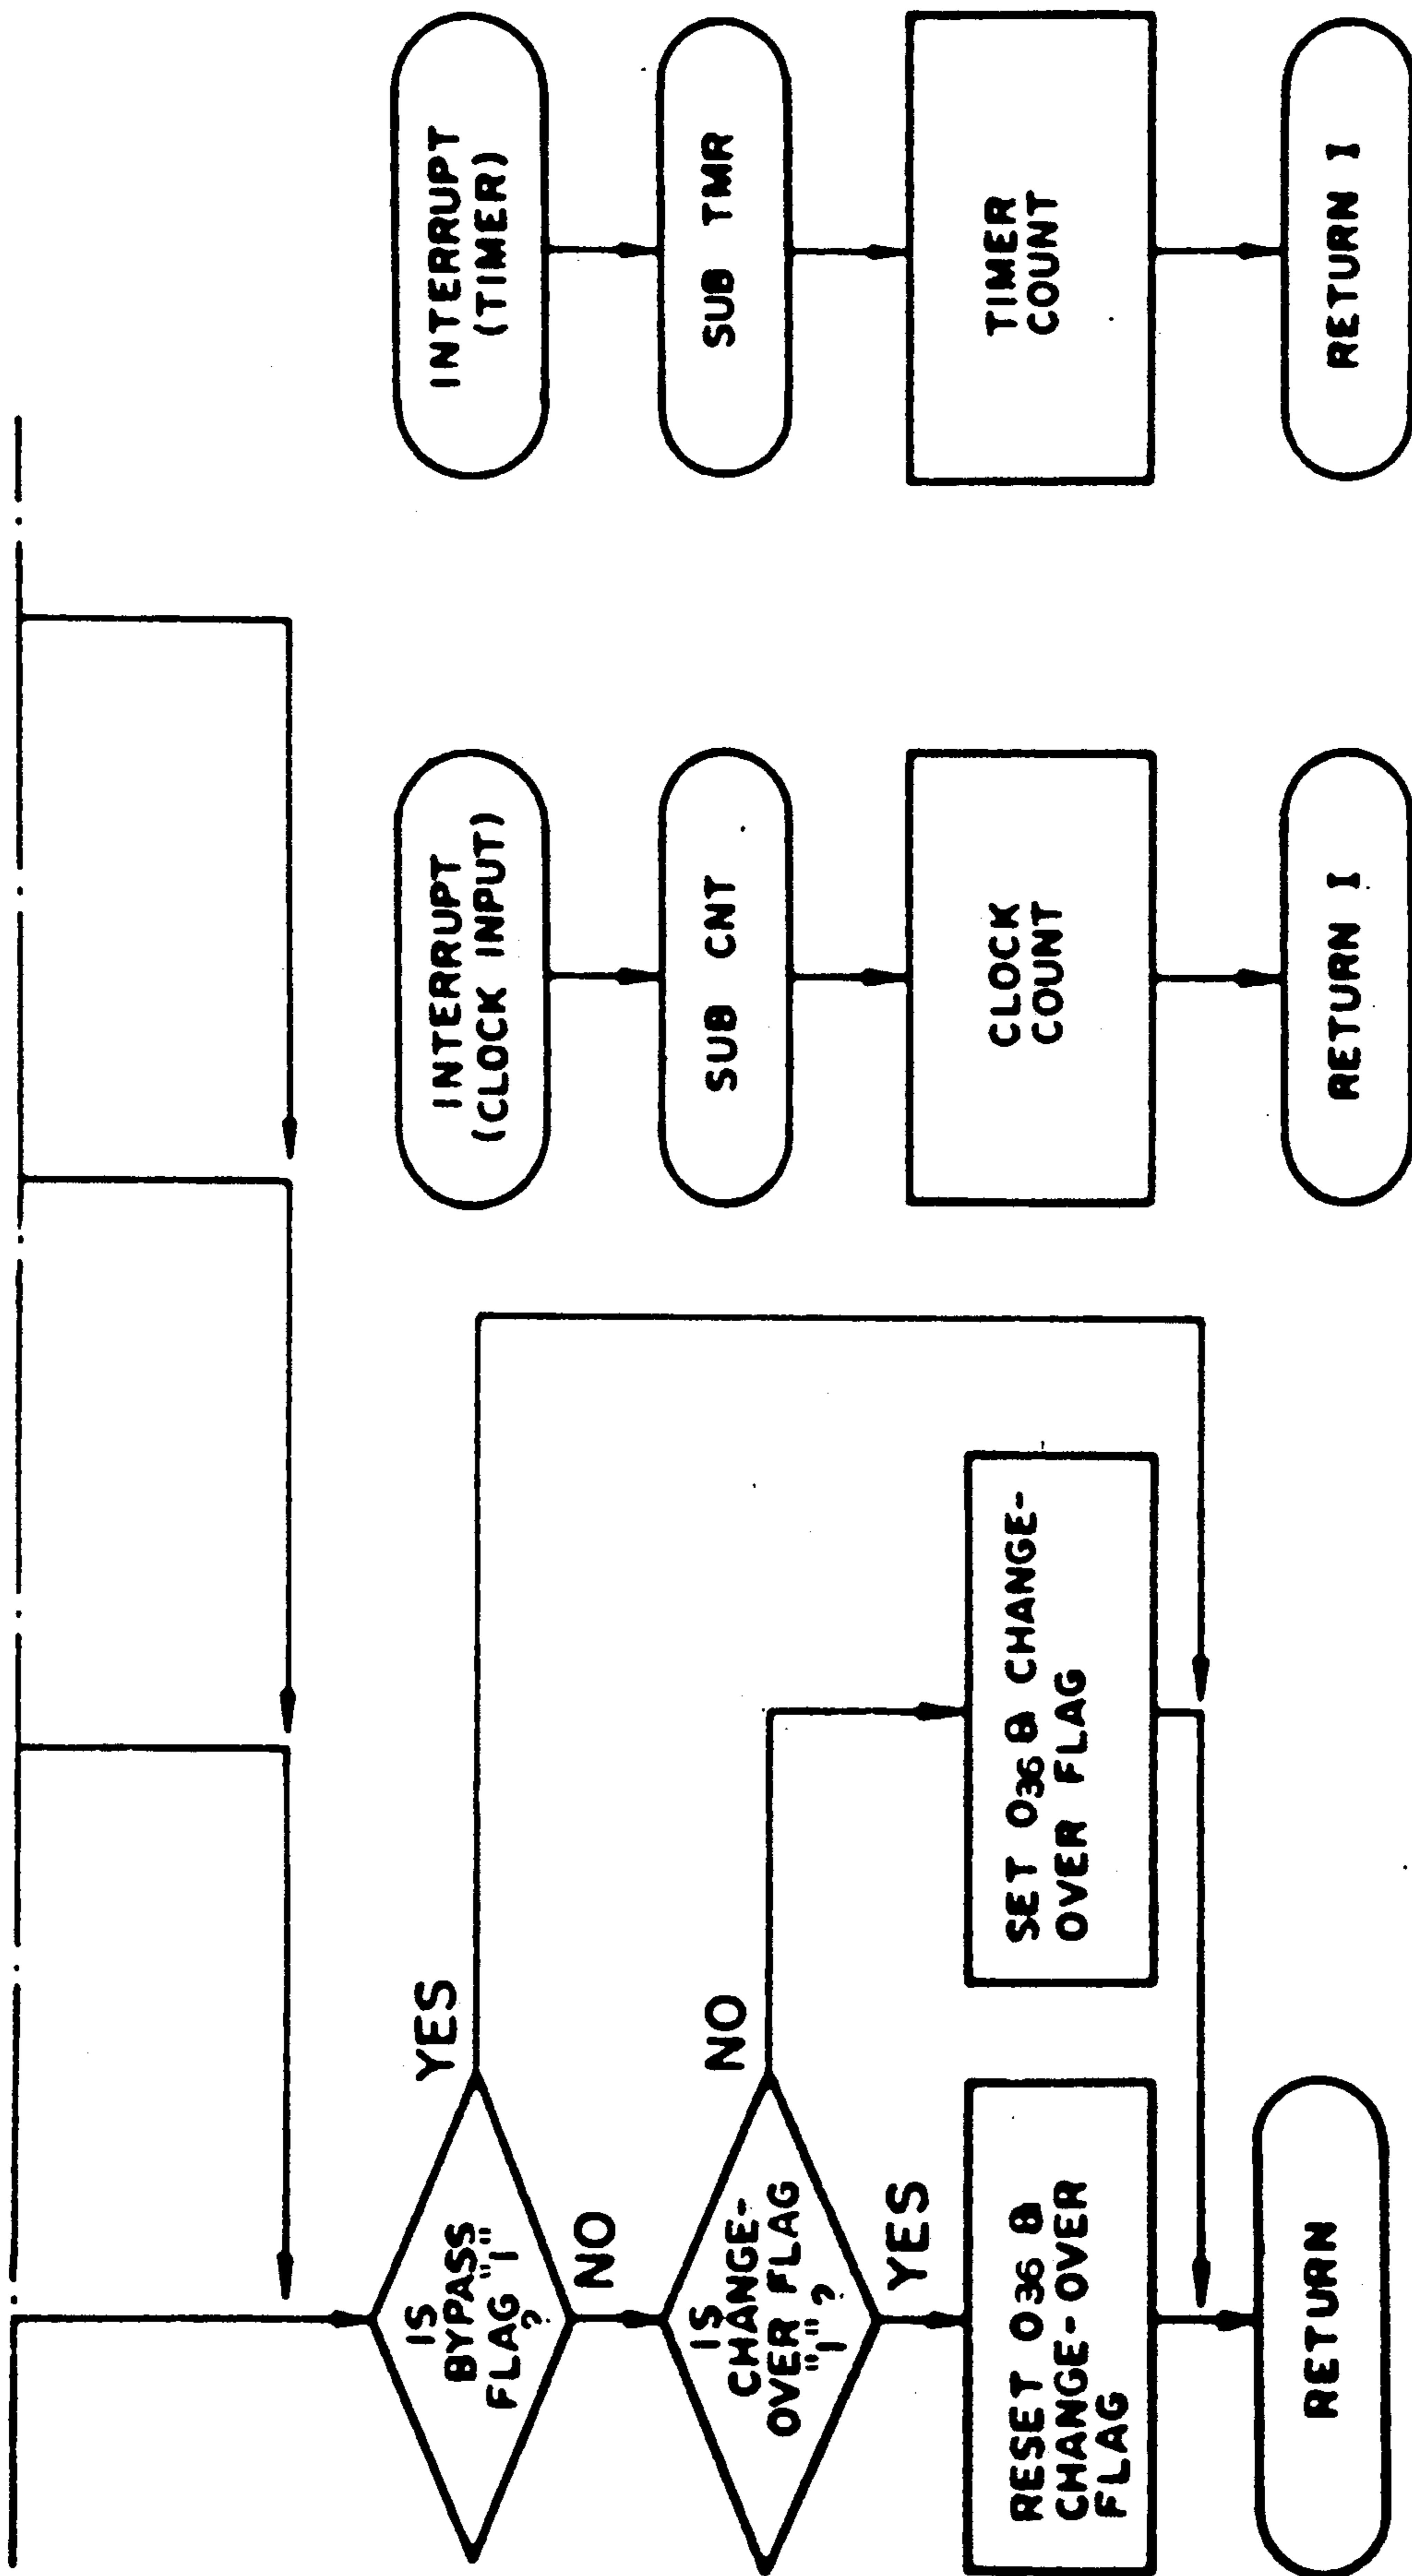 IS
BYPASS
FLAG "1"
?
YES
NO
IS
CHANGE-
OVER FLAG
"1" ?
NO
YES
RESET O36 &
CHANGE-OVER
FLAG
SET O36 & CHANGE-
OVER FLAG
RETURN
INTERRUPT
(CLOCK INPUT)
SUB CNT
CLOCK
COUNT
RETURN I
INTERRUPT
(TIMER)
SUB TMR
TIMER
COUNT
RETURN I